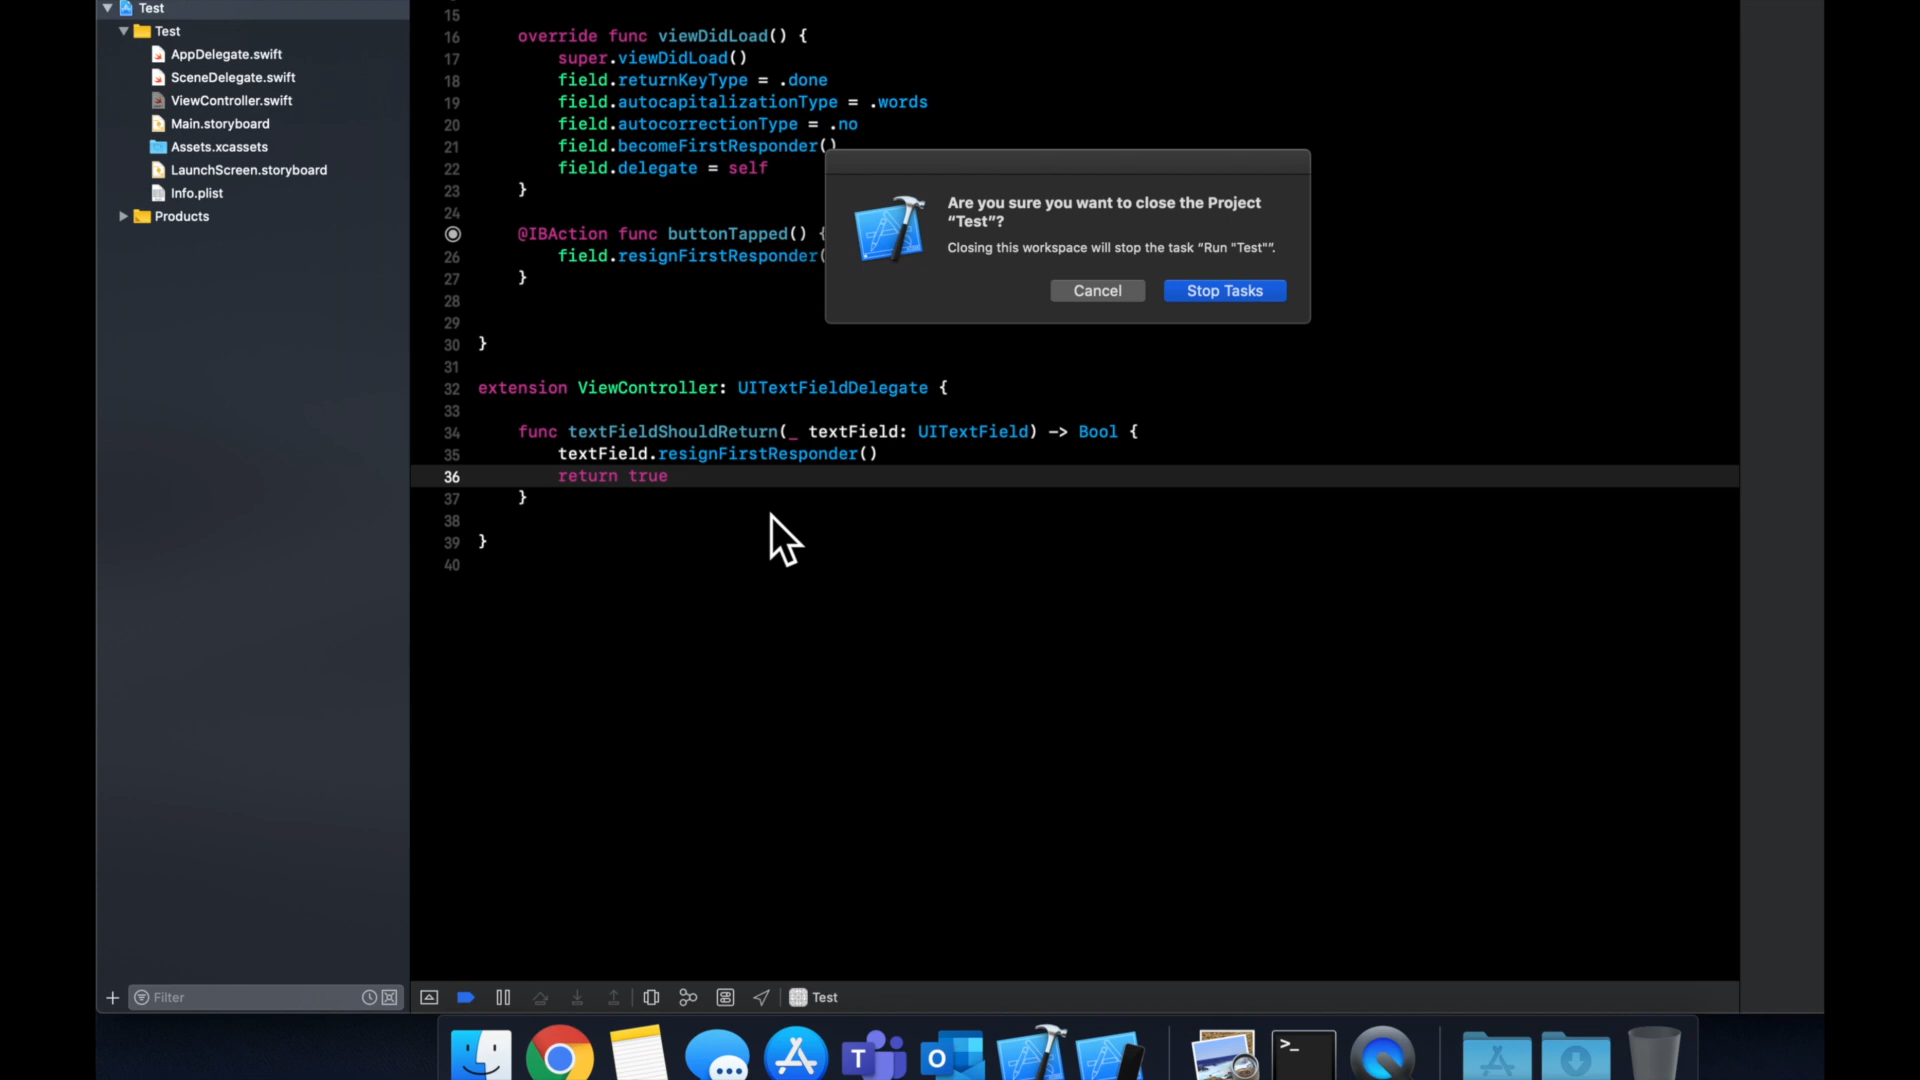 Test
Test
AppDelegate.swift
SceneDelegate.swift
ViewController.swift
Main.storyboard
Assets.xcassets
LaunchScreen.storyboard
Info.plist
Products
Filter
15
16 override func viewDidLoad() {
17 super.viewDidLoad()
18 field.returnKeyType = .done
19 field.autocapitalizationType = .words
20 field.autocorrectionType = .no
21 field.becomeFirstResponder()
22 field.delegate = self
23 }
24
@IBAction func buttonTapped() {
26 field.resignFirstResponder(
27 }
28
29
30 }
31
32 extension ViewController: UITextFieldDelegate {
33
34 func textFieldShouldReturn(_ textField: UITextField) -> Bool {
35 textField.resignFirstResponder()
36 return true
37 }
38
39 }
40
Are you sure you want to close the Project
“Test”?
Closing this workspace will stop the task “Run "Test"”.
Cancel
Stop Tasks
Test
T
O
>_